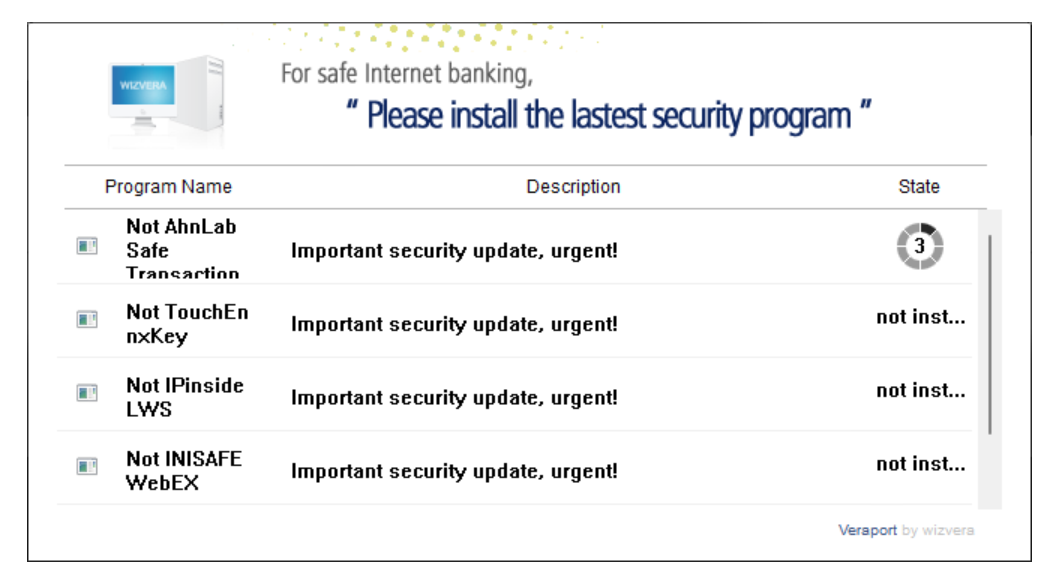 WIZVERA
For safe Internet banking,
“ Please install the lastest security program ”
Program Name Description State
Not AhnLab
Safe
Transaction
Important security update, urgent!
3
Not TouchEn
nxKey
Important security update, urgent!
not inst...
Not IPinside
LWS
Important security update, urgent!
not inst...
Not INISAFE
WebEX
Important security update, urgent!
not inst...
Veraport by wizvera